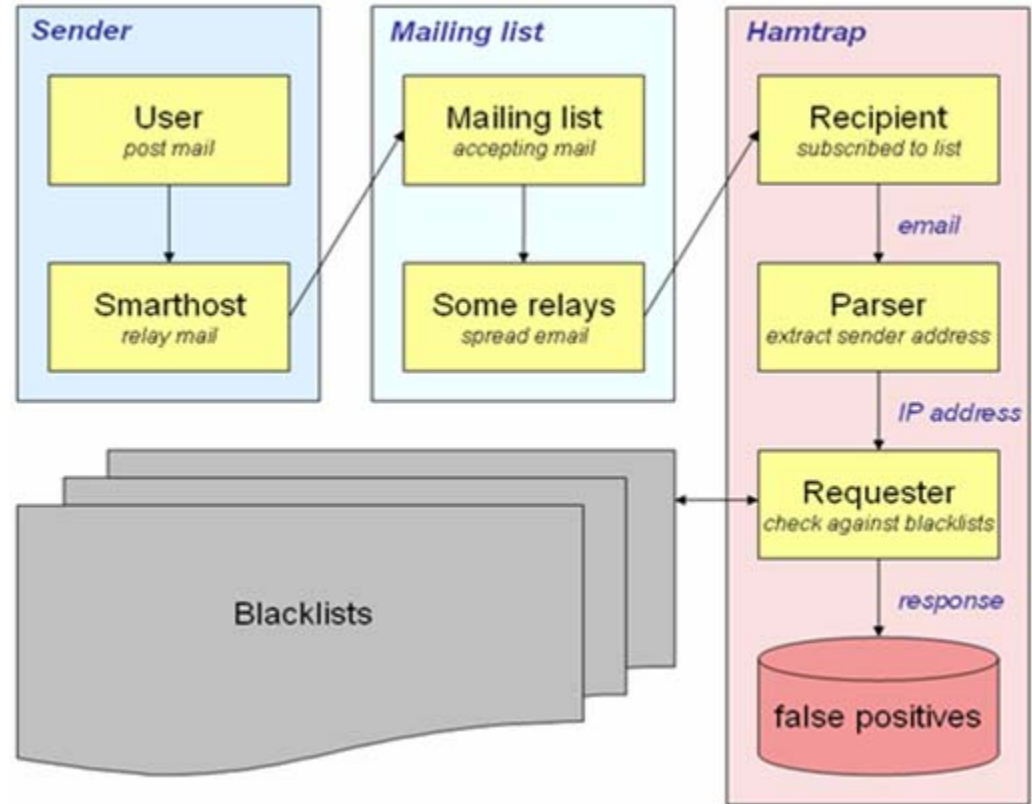 Sender
User
post mail
Smarthost
relay mail
Mailing list
Mailing list
accepting mail
Some relays
spread email
Hamtrap
Recipient
subscribed to list
email
Parser
extract sender address
IP address
Requester
check against blacklists
response
false positives
Blacklists